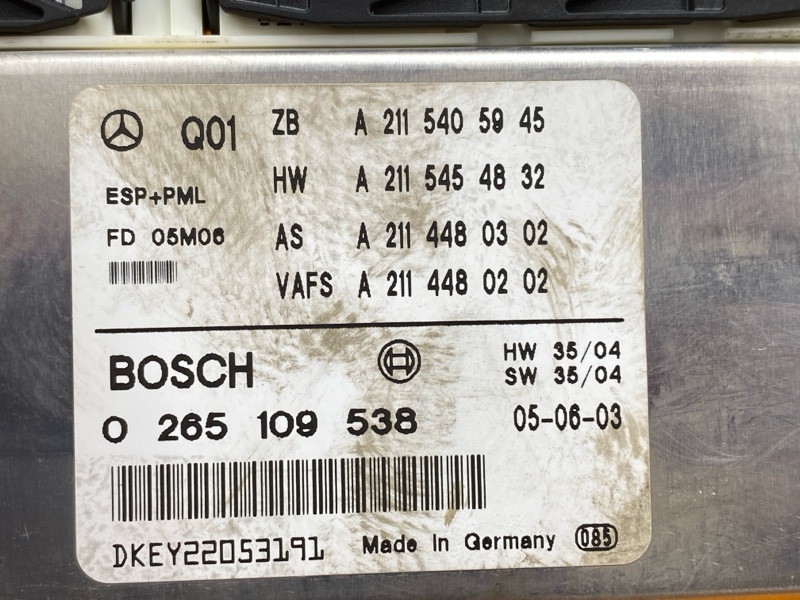 Q01 ZB A 211 540 59 45
HW A 211 545 48 32
ESP+PML
FD 05M06 AS A 211 448 03 02
VAFS A 211 448 02 02
BOSCH HW 35/04
SW 35/04
0 265 109 538 05-06-03
DKEY22053191 Made In Germany 085